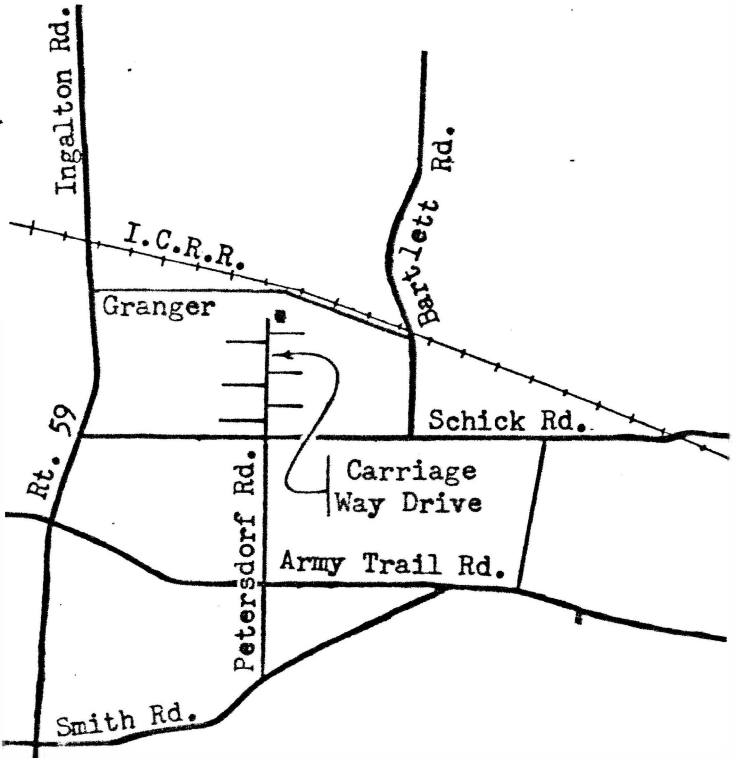 Ingalton Rd.
Bartlett Rd.
I.C.R.R.
Granger
Rt. 59
Schick Rd.
Carriage
Way Drive
Petersdorf Rd.
Army Trail Rd.
Smith Rd.